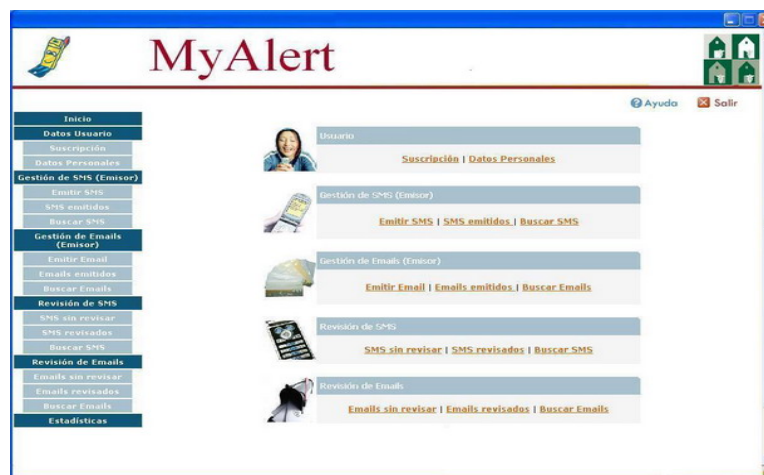 MyAlert
Ayuda Salir
Inicio
Datos Usuario
Suscripción
Datos Personales
Gestión de SMS (Emisor)
Emitir SMS
SMS emitidos
Buscar SMS
Gestión de Emails
(Emisor)
Emitir Email
Emails emitidos
Buscar Emails
Revisión de SMS
SMS sin revisar
SMS revisados
Buscar SMS
Revisión de Emails
Emails sin revisar
Emails revisados
Buscar Emails
Estadísticas
Usuario
Suscripción | Datos Personales
Gestión de SMS (Emisor)
Emitir SMS | SMS emitidos | Buscar SMS
Gestión de Emails (Emisor)
Emitir Email | Emails emitidos | Buscar Emails
Revisión de SMS
SMS sin revisar | SMS revisados | Buscar SMS
Revisión de Emails
Emails sin revisar | Emails revisados | Buscar Emails